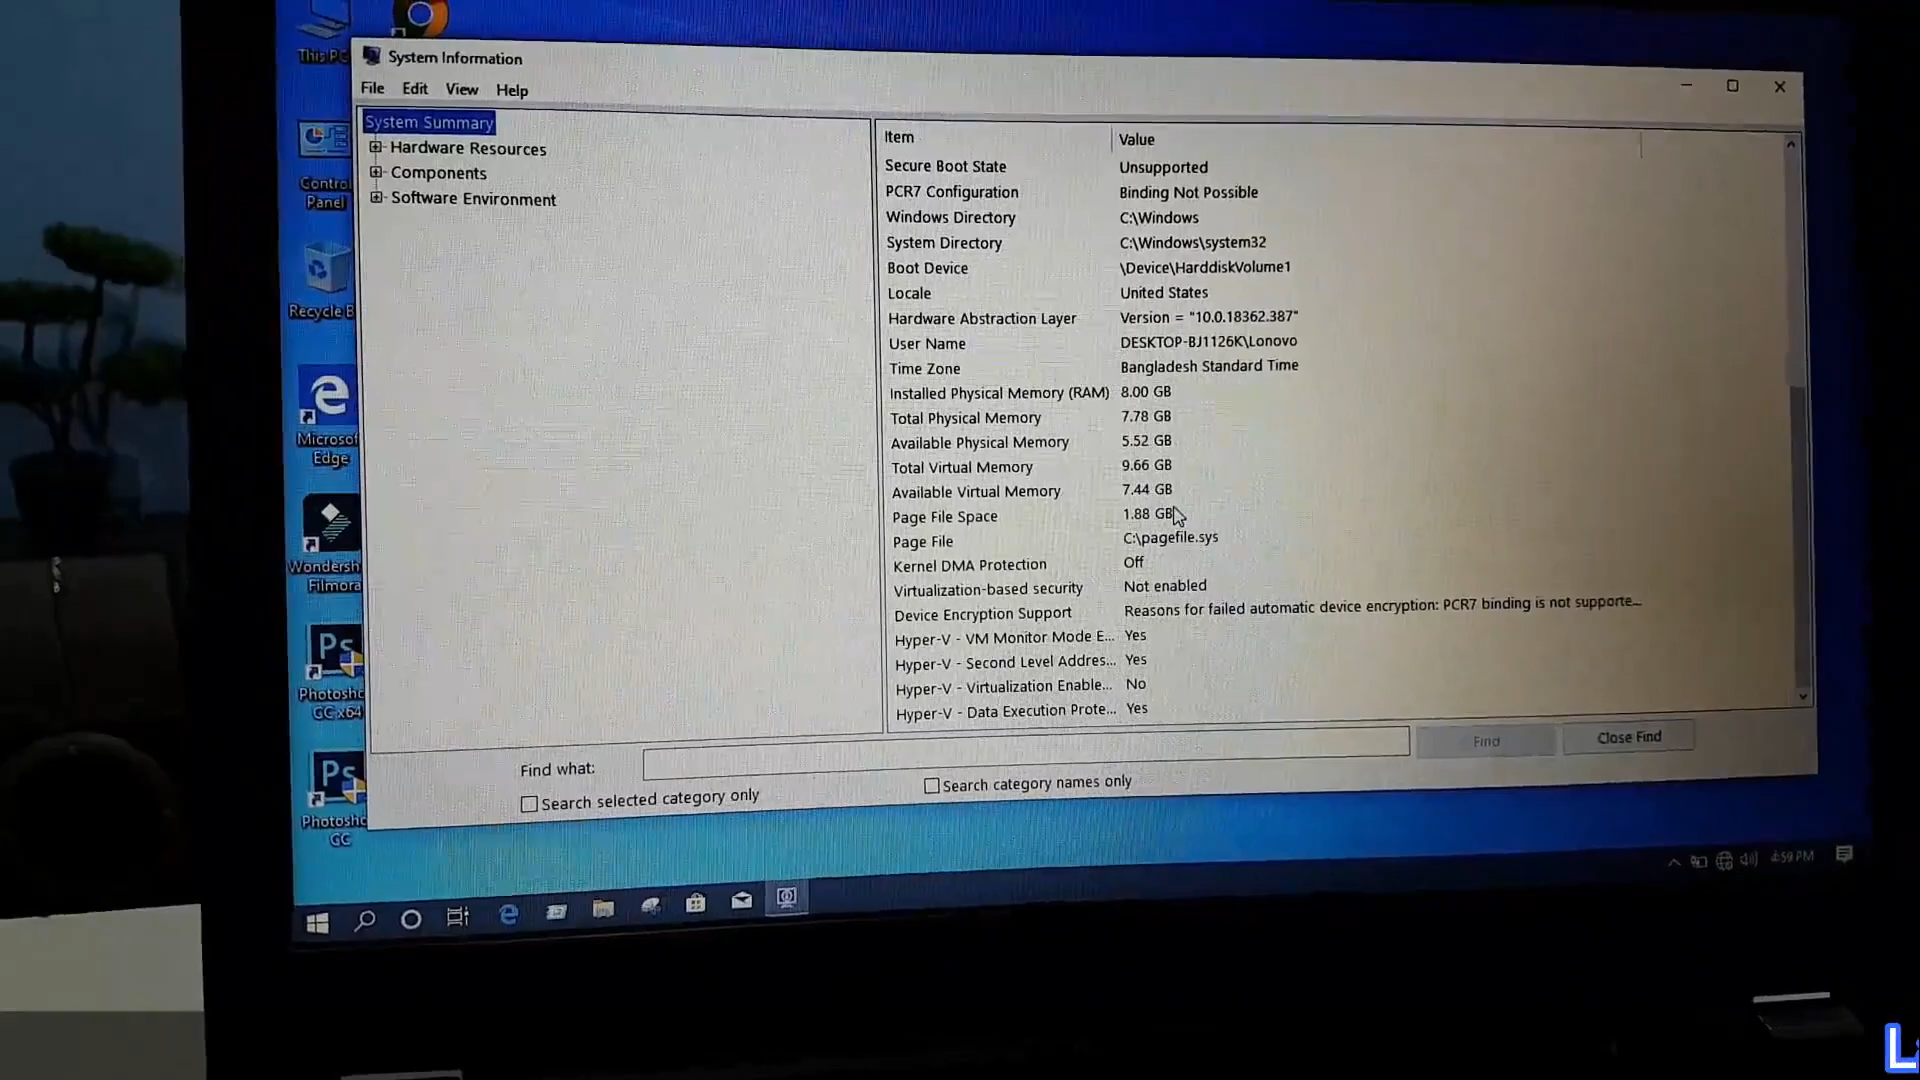 This PC
System Information
File Edit View Help
System Summary
Hardware Resources
Components
Software Environment
Item Value
Secure Boot State Unsupported
PCR7 Configuration Binding Not Possible
Windows Directory C:\Windows
System Directory C:\Windows\system32
Boot Device \Device\HarddiskVolume1
Locale United States
Hardware Abstraction Layer Version = "10.0.18362.387"
User Name DESKTOP-BJ1126K\Lonovo
Time Zone Bangladesh Standard Time
Installed Physical Memory (RAM) 8.00 GB
Total Physical Memory 7.78 GB
Available Physical Memory 5.52 GB
Total Virtual Memory 9.66 GB
Available Virtual Memory 7.44 GB
Page File Space 1.88 GB
Page File C:\pagefile.sys
Kernel DMA Protection Off
Virtualization-based security Not enabled
Device Encryption Support Reasons for failed automatic device encryption: PCR7 binding is not supporte...
Hyper-V - VM Monitor Mode E... Yes
Hyper-V - Second Level Addres... Yes
Hyper-V - Virtualization Enable... No
Hyper-V - Data Execution Prote... Yes
Find what: Find Close Find
Search selected category only Search category names only
Control
Panel
Recycle B
Microsof
Edge
Wondersh
Filmora
Ps
Photosho
CC x64
Ps
Photosho
CC
4:59 PM
L